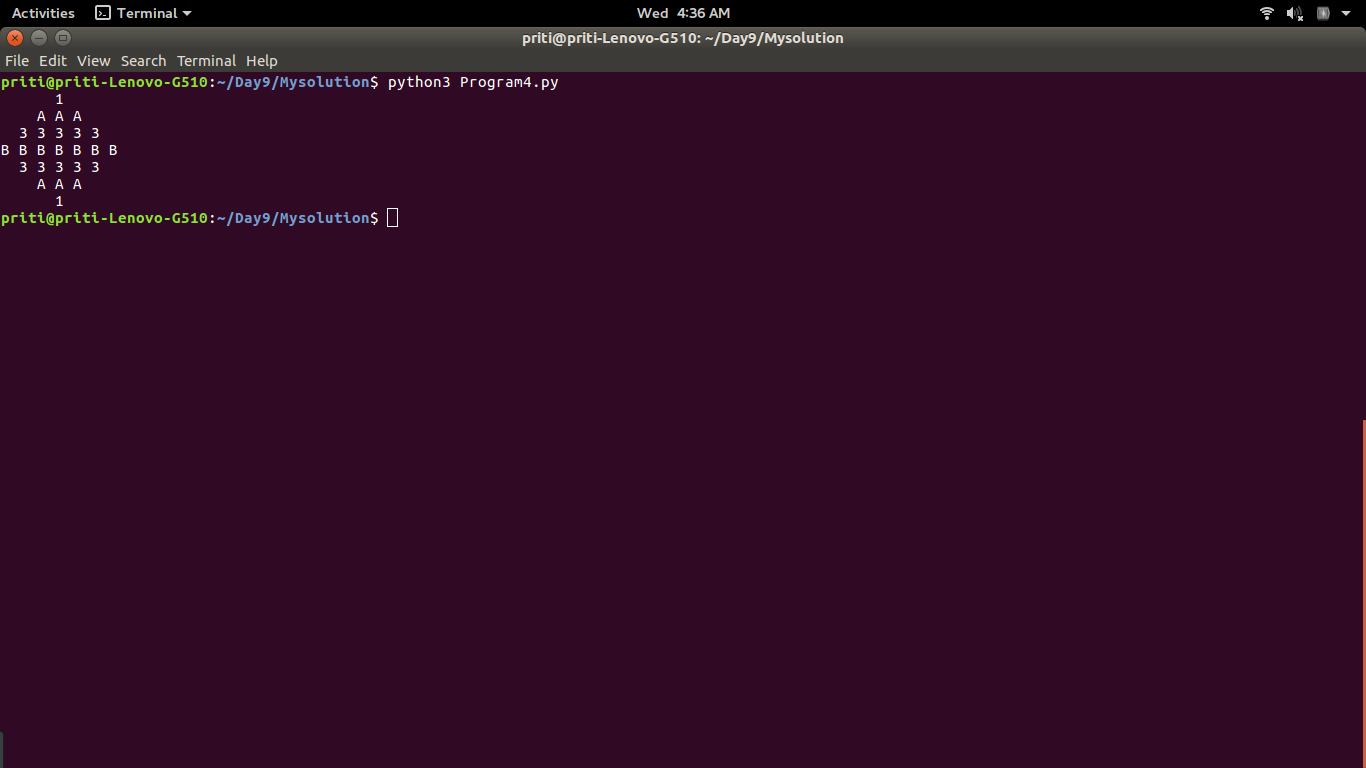 Activities Terminal Wed 4:36 AM
priti@priti-Lenovo-G510: ~/Day9/Mysolution
File Edit View Search Terminal Help
priti@priti-Lenovo-G510:~/Day9/Mysolution$ python3 Program4.py
      1
    A A A
  3 3 3 3 3
B B B B B B B
  3 3 3 3 3
    A A A
      1
priti@priti-Lenovo-G510:~/Day9/Mysolution$